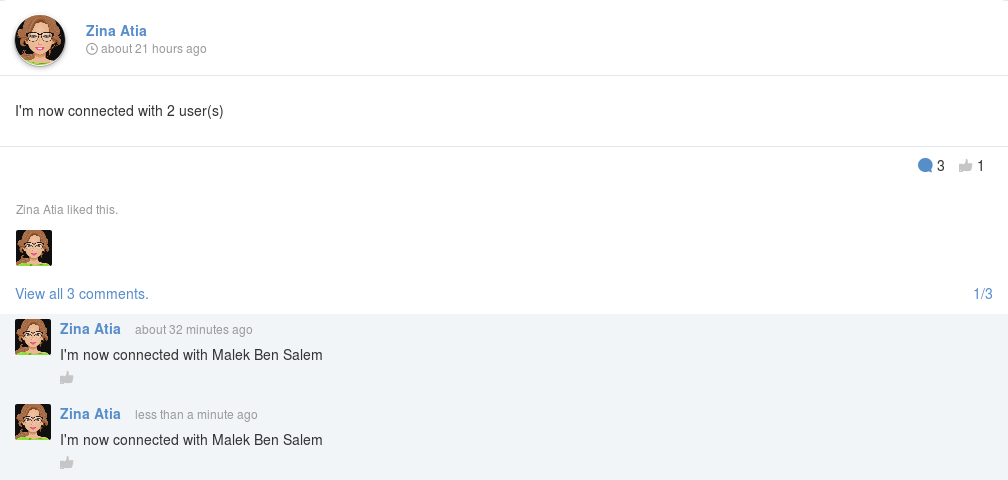 Zina Atia
about 21 hours ago
I'm now connected with 2 user(s)
3 1
Zina Atia liked this.
View all 3 comments. 1/3
Zina Atia about 32 minutes ago
I'm now connected with Malek Ben Salem
Zina Atia less than a minute ago
I'm now connected with Malek Ben Salem